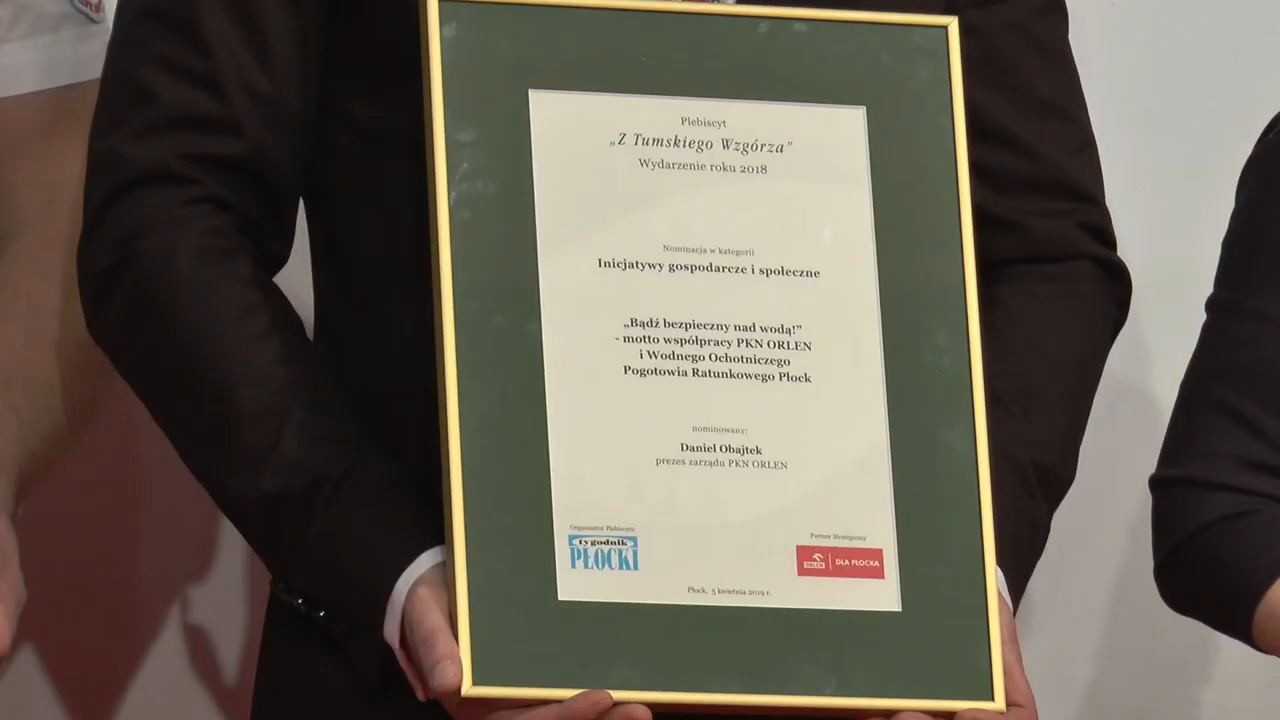 Plebiscyt
„Z Tumskiego Wzgórza”
Wydarzenie roku 2018
Nominacja w kategorii
Inicjatywy gospodarcze i społeczne
„Bądź bezpieczny nad wodą!”
- motto współpracy PKN ORLEN
i Wodnego Ochotniczego
Pogotowia Ratunkowego Płock
nominowany:
Daniel Obajtek
prezes zarządu PKN ORLEN
Organizator Plebiscytu
tygodnik
PŁOCKI
Partner Strategiczny
ORLEN DLA PŁOCKA
Płock, 5 kwietnia 2019 r.